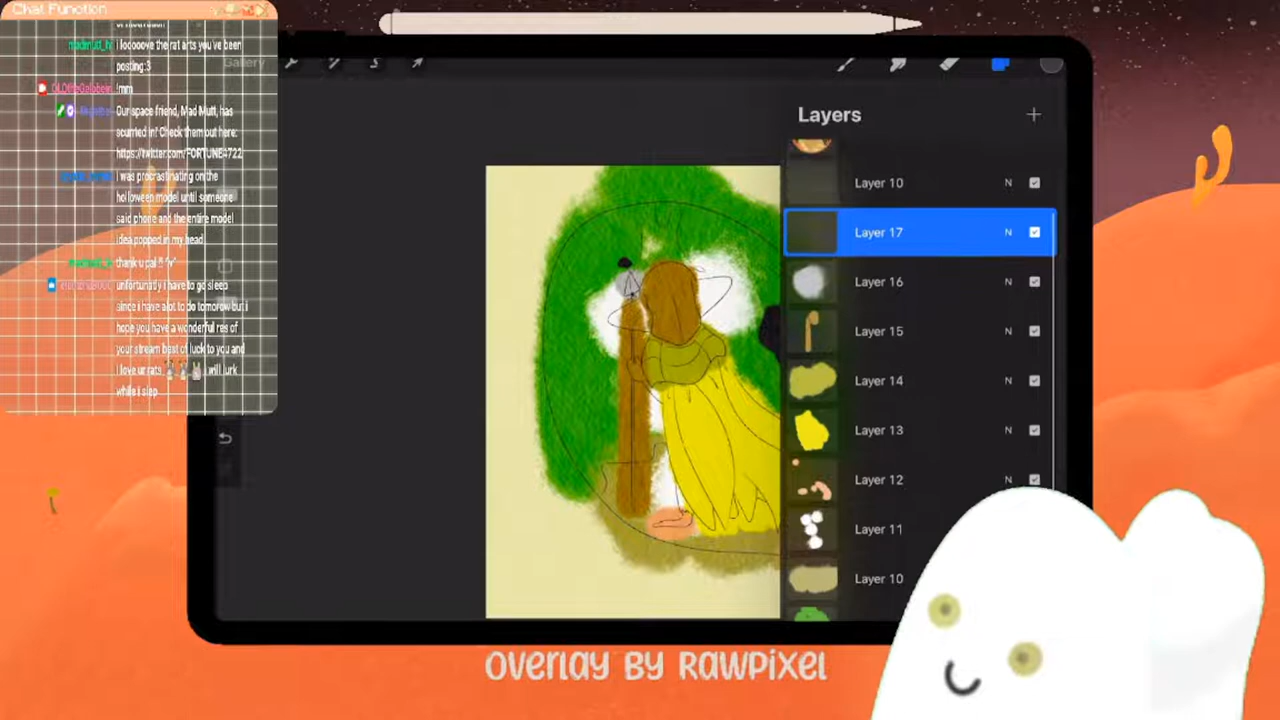 Chat Function
i looooove the rat arts you've been
posting:3
!mm
Our space friend, Mad Mutt, has
scurried in! Check them out here:
https://twitter.com/FORTUNE4722
i was procrastinating on the
holloween model until someone
said phone and the entire model
idea popped in my head
thank u pal !!
unfortunatly i have to go sleep
since i have alot to do tomorow but i
hope you have a wonderful res of
your stream best of luck to you and
i love ur rats i will lurk
while i slep
Gallery
Layers
Layer 10 N
Layer 17 N
Layer 16 N
Layer 15 N
Layer 14 N
Layer 13 N
Layer 12 N
Layer 11
Layer 10
OVERLAY BY RAWPIXEL